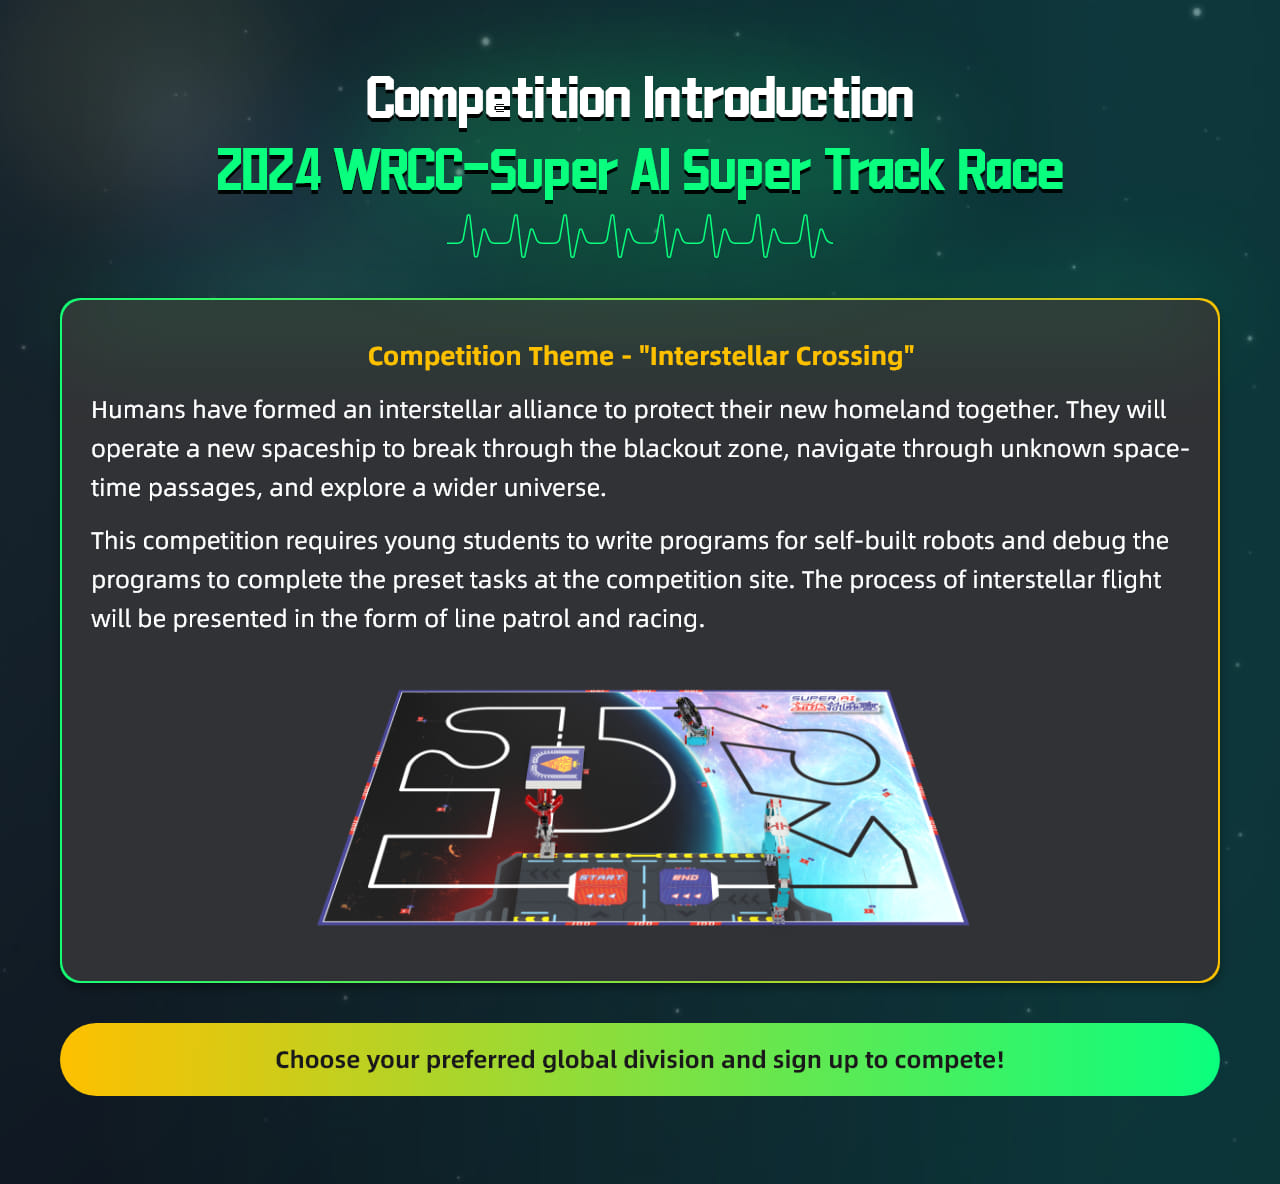 Competition Introduction
2024 WRCC-Super AI Super Track Race
Competition Theme - "Interstellar Crossing"
Humans have formed an interstellar alliance to protect their new homeland together. They will
operate a new spaceship to break through the blackout zone, navigate through unknown space-
time passages, and explore a wider universe.
This competition requires young students to write programs for self-built robots and debug the
programs to complete the preset tasks at the competition site. The process of interstellar flight
will be presented in the form of line patrol and racing.
SUPER AI
START
END
Choose your preferred global division and sign up to compete!